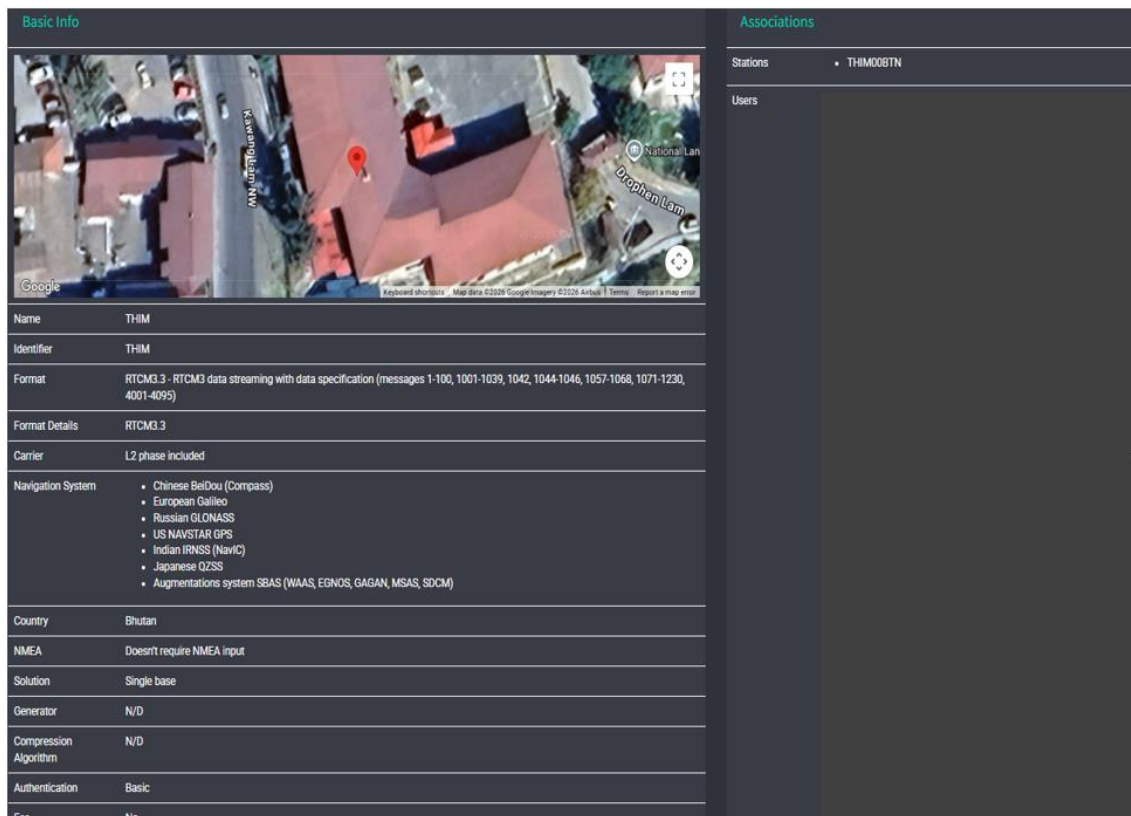 Basic Info
Kawangjram NW
National Lan
Drophen Lam
Google
Keyboard shortcuts
Map data ©2026 Google Imagery ©2026 Airbus
Terms
Report a map error
Name THIM
Identifier THIM
Format RTCM3.3 - RTCM3 data streaming with data specification (messages 1-100, 1001-1039, 1042, 1044-1046, 1057-1068, 1071-1230,
4001-4095)
Format Details RTCM3.3
Carrier L2 phase included
Navigation System • Chinese BeiDou (Compass)
• European Galileo
• Russian GLONASS
• US NAVSTAR GPS
• Indian IRNSS (NavIC)
• Japanese QZSS
• Augmentations system SBAS (WAAS, EGNOS, GAGAN, MSAS, SDCM)
Country Bhutan
NMEA Doesn't require NMEA input
Solution Single base
Generator N/D
Compression N/D
Algorithm
Authentication Basic
Associations
Stations • THIM00BTN
Users